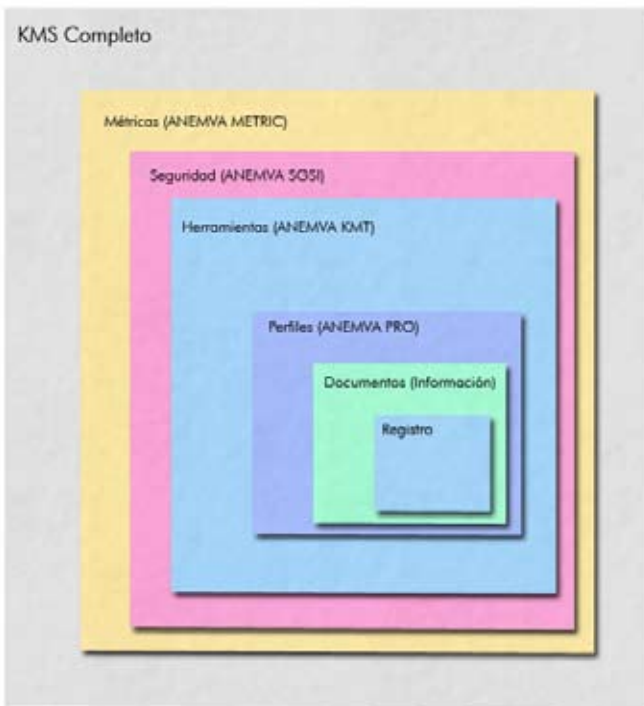 KMS Completo
Métricas (ANEMVA METRIC)
Seguridad (ANEMVA SGSI)
Herramientas (ANEMVA KMT)
Perfiles (ANEMVA PRO)
Documentos (Información)
Registro